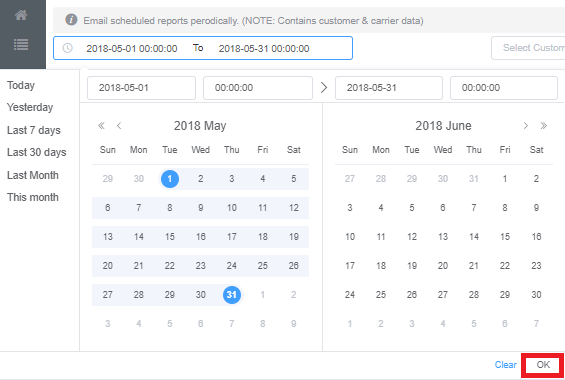 Email scheduled reports perodically. (NOTE: Contains customer & carrier data)
2018-05-01 00:00:00 To 2018-05-31 00:00:00 Select Custom
Today
Yesterday
Last 7 days
Last 30 days
Last Month
This month
2018-05-01 00:00:00 > 2018-05-31 00:00:00
« < 2018 May
Sun Mon Tue Wed Thu Fri Sat
29 30 1 2 3 4 5
6 7 8 9 10 11 12
13 14 15 16 17 18 19
20 21 22 23 24 25 26
27 28 29 30 31 1 2
3 4 5 6 7 8 9
2018 June > »
Sun Mon Tue Wed Thu Fri Sat
27 28 29 30 31 1 2
3 4 5 6 7 8 9
10 11 12 13 14 15 16
17 18 19 20 21 22 23
24 25 26 27 28 29 30
1 2 3 4 5 6 7
Clear OK